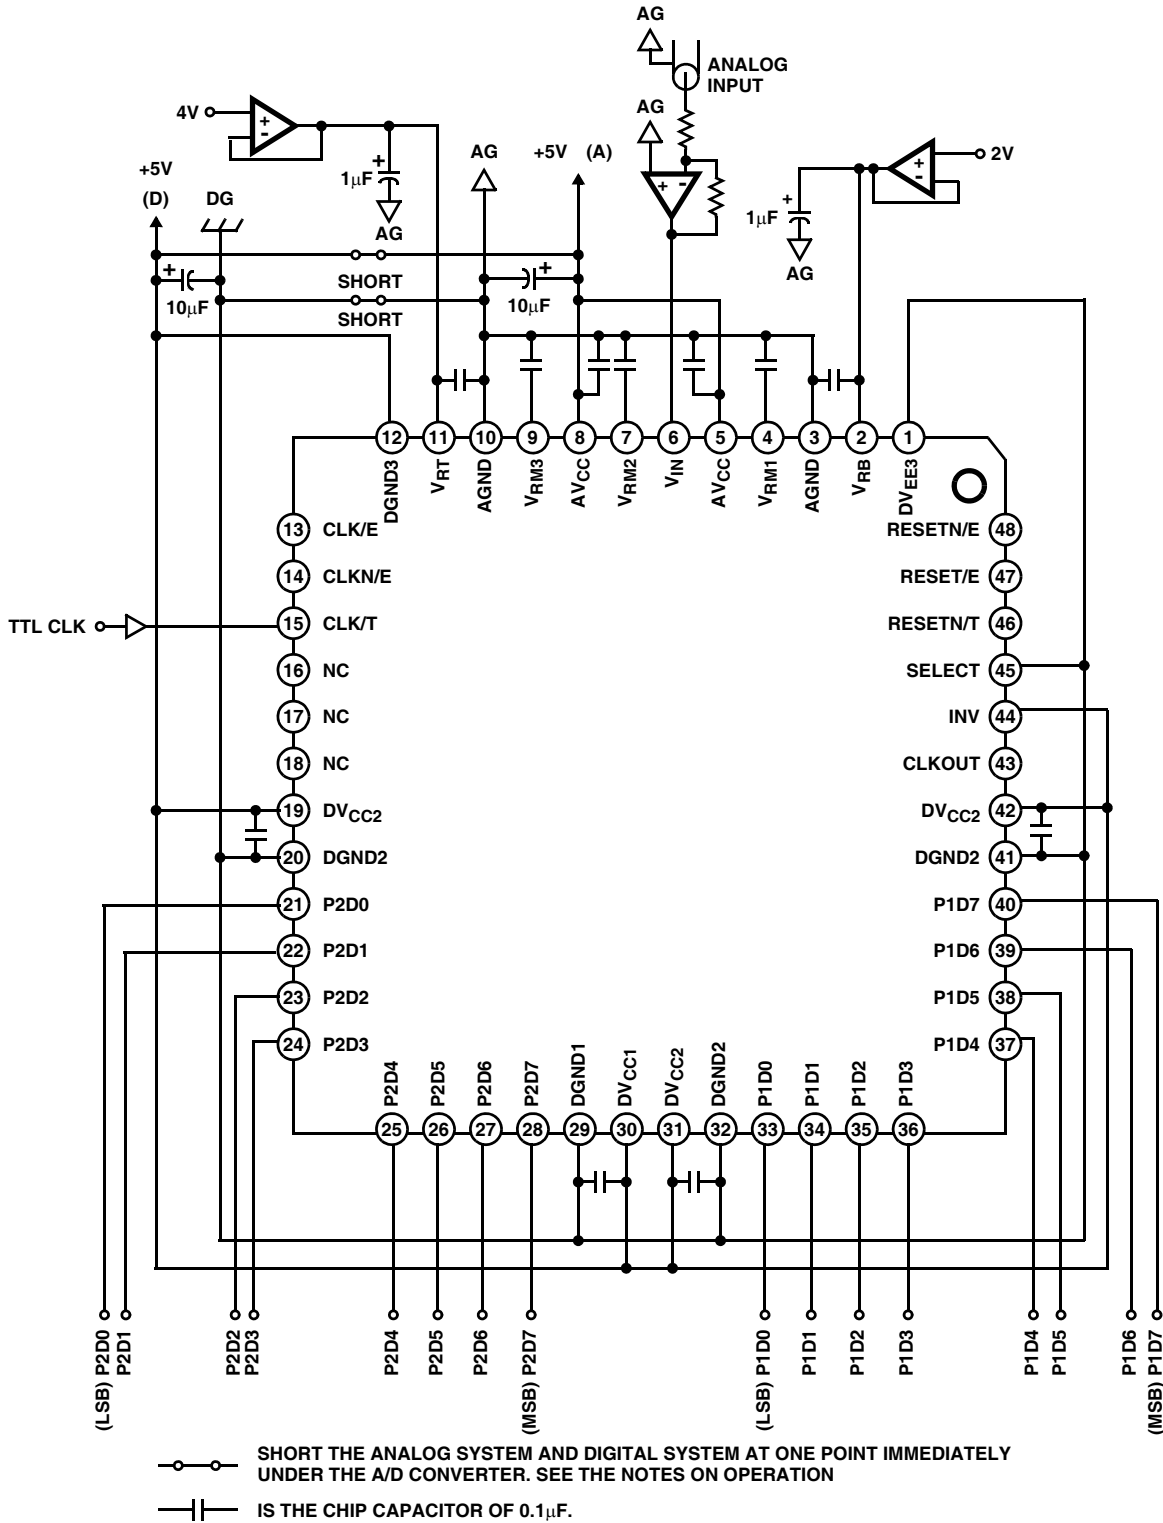 AG
ANALOG
INPUT
4V
AG
+5V
(D)
DG
1µF
+
AG
AG
+5V (A)
+
-
2V
1µF
+
AG
+
10µF
SHORT
SHORT
10µF
+
12 11 10 9 8 7 6 5 4 3 2 1
DGND3
VRT
AGND
VRM3
AVCC
VRM2
VIN
AVCC
VRM1
AGND
VRB
DVEE3
13 CLK/E
14 CLKN/E
TTL CLK
15 CLK/T
16 NC
17 NC
18 NC
19 DVCC2
20 DGND2
21 P2D0
22 P2D1
23 P2D2
24 P2D3
RESETN/E 48
RESET/E 47
RESETN/T 46
SELECT 45
INV 44
CLKOUT 43
DVCC2 42
DGND2 41
P1D7 40
P1D6 39
P1D5 38
P1D4 37
P2D4
P2D5
P2D6
P2D7
DGND1
DVCC1
DVCC2
DGND2
P1D0
P1D1
P1D2
P1D3
25 26 27 28 29 30 31 32 33 34 35 36
(LSB) P2D0
P2D1
P2D2
P2D3
P2D4
P2D5
P2D6
(MSB) P2D7
(LSB) P1D0
P1D1
P1D2
P1D3
P1D4
P1D5
P1D6
(MSB) P1D7
SHORT THE ANALOG SYSTEM AND DIGITAL SYSTEM AT ONE POINT IMMEDIATELY
UNDER THE A/D CONVERTER. SEE THE NOTES ON OPERATION
IS THE CHIP CAPACITOR OF 0.1µF.